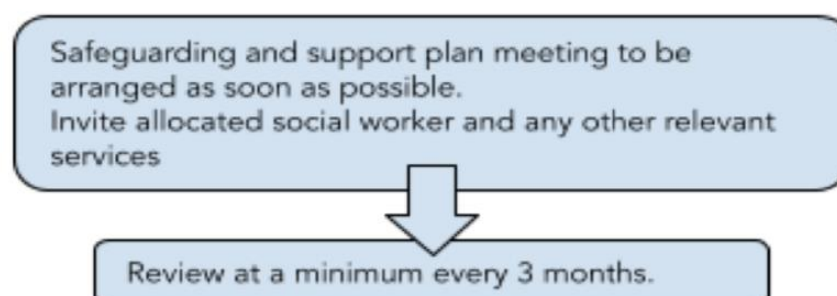 Safeguarding and support plan meeting to be
arranged as soon as possible.
Invite allocated social worker and any other relevant
services
Review at a minimum every 3 months.